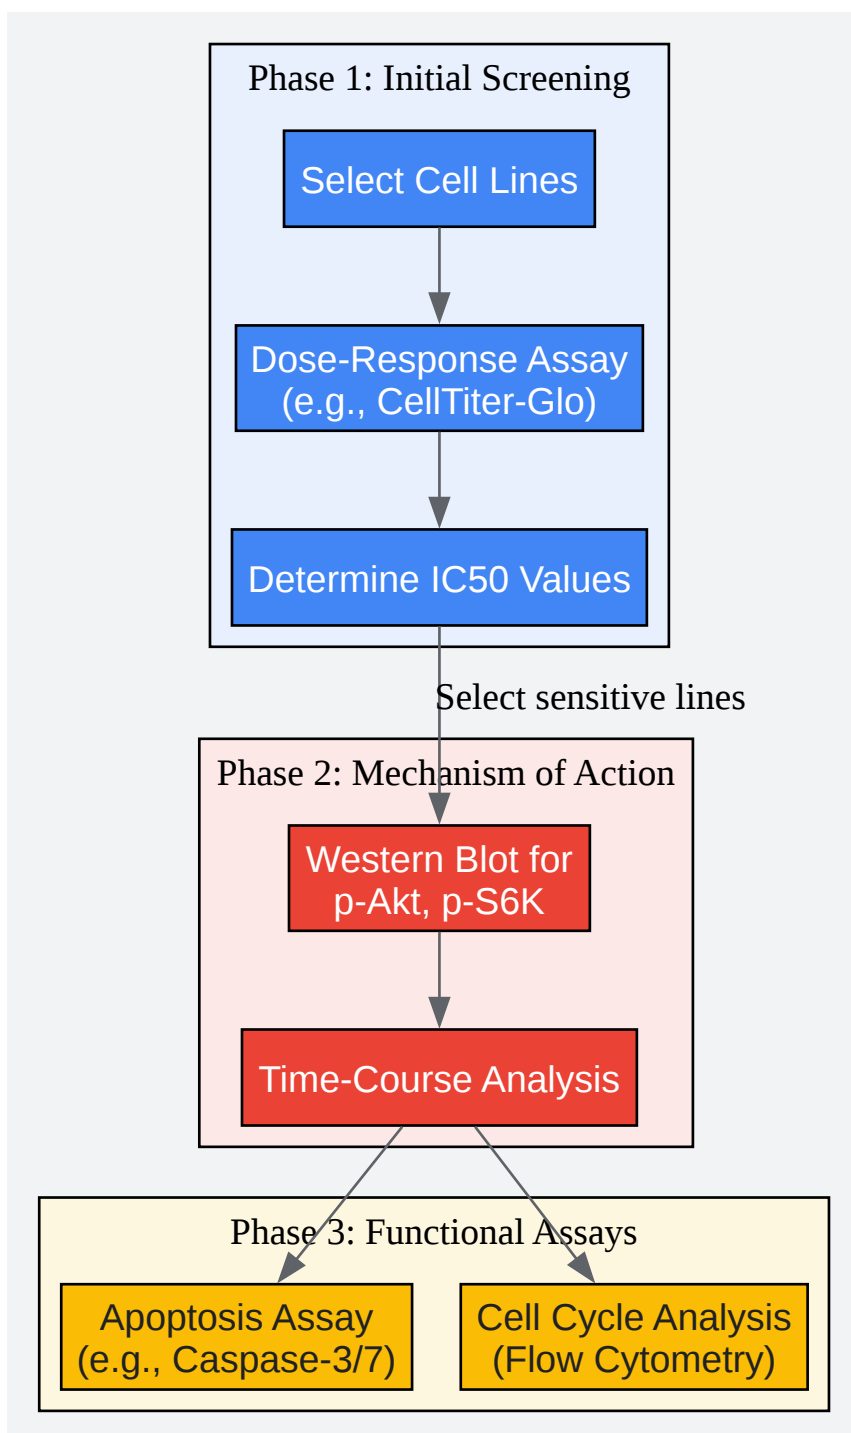 Phase 1: Initial Screening
Select Cell Lines
Dose-Response Assay
(e.g., CellTiter-Glo)
Determine IC50 Values
Select sensitive lines
Phase 2: Mechanism of Action
Western Blot for
p-Akt, p-S6K
Time-Course Analysis
Phase 3: Functional Assays
Apoptosis Assay
(e.g., Caspase-3/7)
Cell Cycle Analysis
(Flow Cytometry)